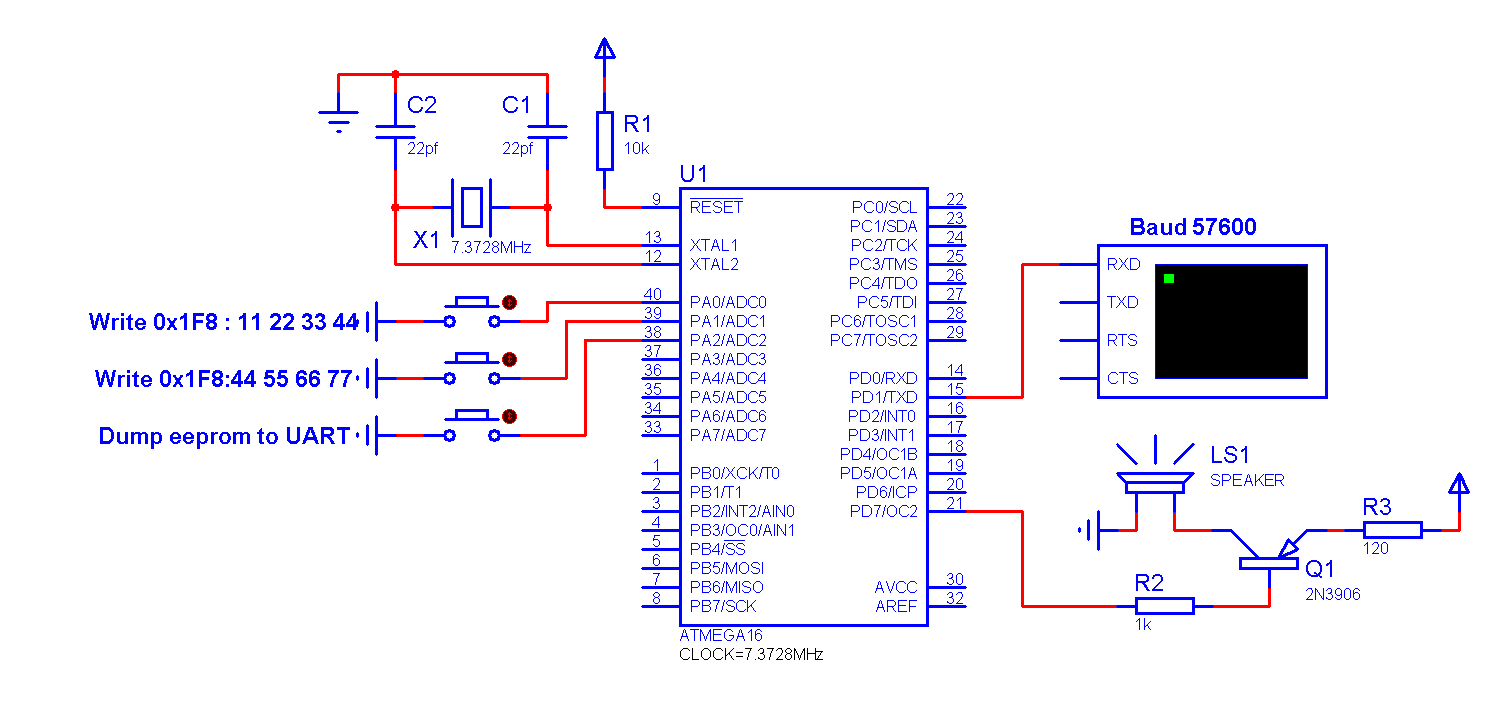 C2
22pf
C1
22pf
R1
10k
X1
7.3728MHz
Write 0x1F8 : 11 22 33 44
Write 0x1F8:44 55 66 77
Dump eeprom to UART
U1
9 RESET
13 XTAL1
12 XTAL2
40 PA0/ADC0
39 PA1/ADC1
38 PA2/ADC2
37 PA3/ADC3
36 PA4/ADC4
35 PA5/ADC5
34 PA6/ADC6
33 PA7/ADC7
1 PB0/XCK/T0
2 PB1/T1
3 PB2/INT2/AIN0
4 PB3/OC0/AIN1
5 PB4/SS
6 PB5/MOSI
7 PB6/MISO
8 PB7/SCK
PC0/SCL 22
PC1/SDA 23
PC2/TCK 24
PC3/TMS 25
PC4/TDO 26
PC5/TDI 27
PC6/TOSC1 28
PC7/TOSC2 29
PD0/RXD 14
PD1/TXD 15
PD2/INT0 16
PD3/INT1 17
PD4/OC1B 18
PD5/OC1A 19
PD6/ICP 20
PD7/OC2 21
AVCC 30
AREF 32
ATMEGA16
CLOCK=7.3728MHz
Baud 57600
RXD
TXD
RTS
CTS
LS1
SPEAKER
R3
120
Q1
2N3906
R2
1k